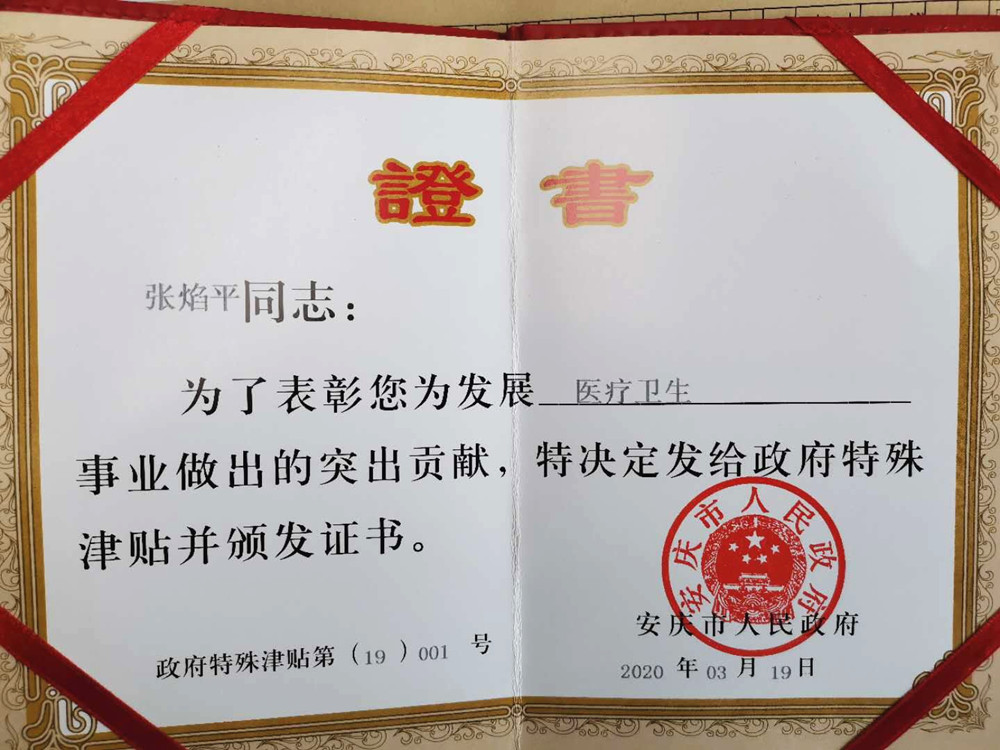 證書
张焰平同志：
为了表彰您为发展 医疗卫生
事业做出的突出贡献，特决定发给政府特殊
津贴并颁发证书。
安庆市人民政府
安庆市人民政府
政府特殊津贴第（19）001 号
2020 年 03 月 19 日